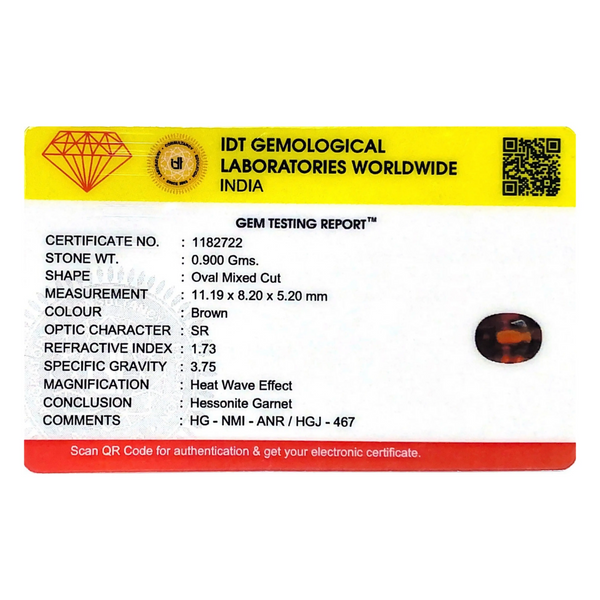 IDT GEMOLOGICAL
LABORATORIES WORLDWIDE
INDIA
GEM TESTING REPORT™
CERTIFICATE NO. : 1182722
STONE WT. : 0.900 Gms.
SHAPE : Oval Mixed Cut
MEASUREMENT : 11.19 x 8.20 x 5.20 mm
COLOUR : Brown
OPTIC CHARACTER : SR
REFRACTIVE INDEX : 1.73
SPECIFIC GRAVITY : 3.75
MAGNIFICATION : Heat Wave Effect
CONCLUSION : Hessonite Garnet
COMMENTS : HG - NMI - ANR / HGJ - 467
Scan QR Code for authentication & get your electronic certificate.